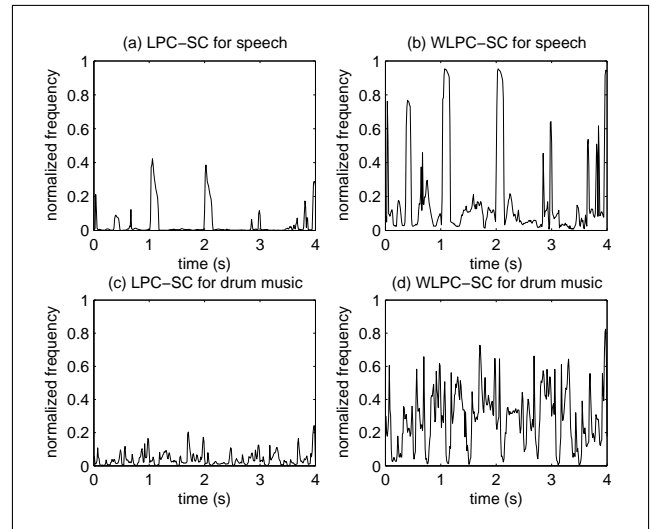 (a) LPC−SC for speech
normalized frequency
1
0.8
0.6
0.4
0.2
0
0 1 2 3 4
time (s)
(b) WLPC−SC for speech
normalized frequency
1
0.8
0.6
0.4
0.2
0
0 1 2 3 4
time (s)
(c) LPC−SC for drum music
normalized frequency
1
0.8
0.6
0.4
0.2
0
0 1 2 3 4
time (s)
(d) WLPC−SC for drum music
normalized frequency
1
0.8
0.6
0.4
0.2
0
0 1 2 3 4
time (s)